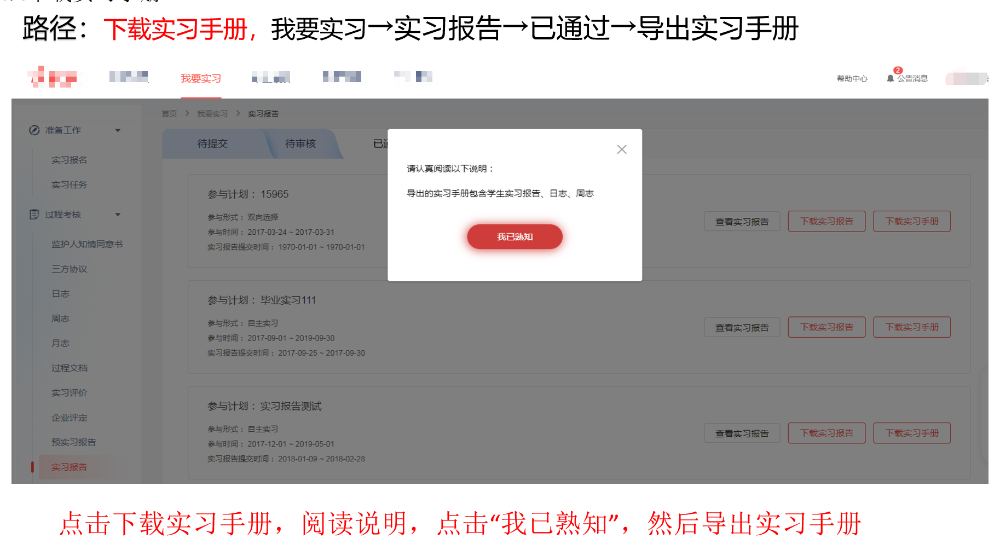 路径：下载实习手册，我要实习→实习报告→已通过→导出实习手册
我要实习
帮助中心
2
公告消息
首页 > 我要实习 > 实习报告
准备工作
实习报名
实习任务
过程考核
监护人知情同意书
三方协议
日志
周志
月志
过程文档
实习评价
企业评定
预实习报告
实习报告
待提交
待审核
已通
请认真阅读以下说明：
导出的实习手册包含学生实习报告、日志、周志
我已熟知
参与计划： 15965
参与形式： 双向选择
参与时间： 2017-03-24 ~ 2017-03-31
实习报告提交时间： 1970-01-01 ~ 1970-01-01
查看实习报告 下载实习报告 下载实习手册
参与计划： 毕业实习111
参与形式： 自主实习
参与时间： 2017-09-01 ~ 2019-09-30
实习报告提交时间： 2017-09-25 ~ 2017-09-30
查看实习报告 下载实习报告 下载实习手册
参与计划： 实习报告测试
参与形式： 自主实习
参与时间： 2017-12-01 ~ 2019-05-01
实习报告提交时间： 2018-01-09 ~ 2018-02-28
查看实习报告 下载实习报告 下载实习手册
点击下载实习手册，阅读说明，点击“我已熟知”，然后导出实习手册